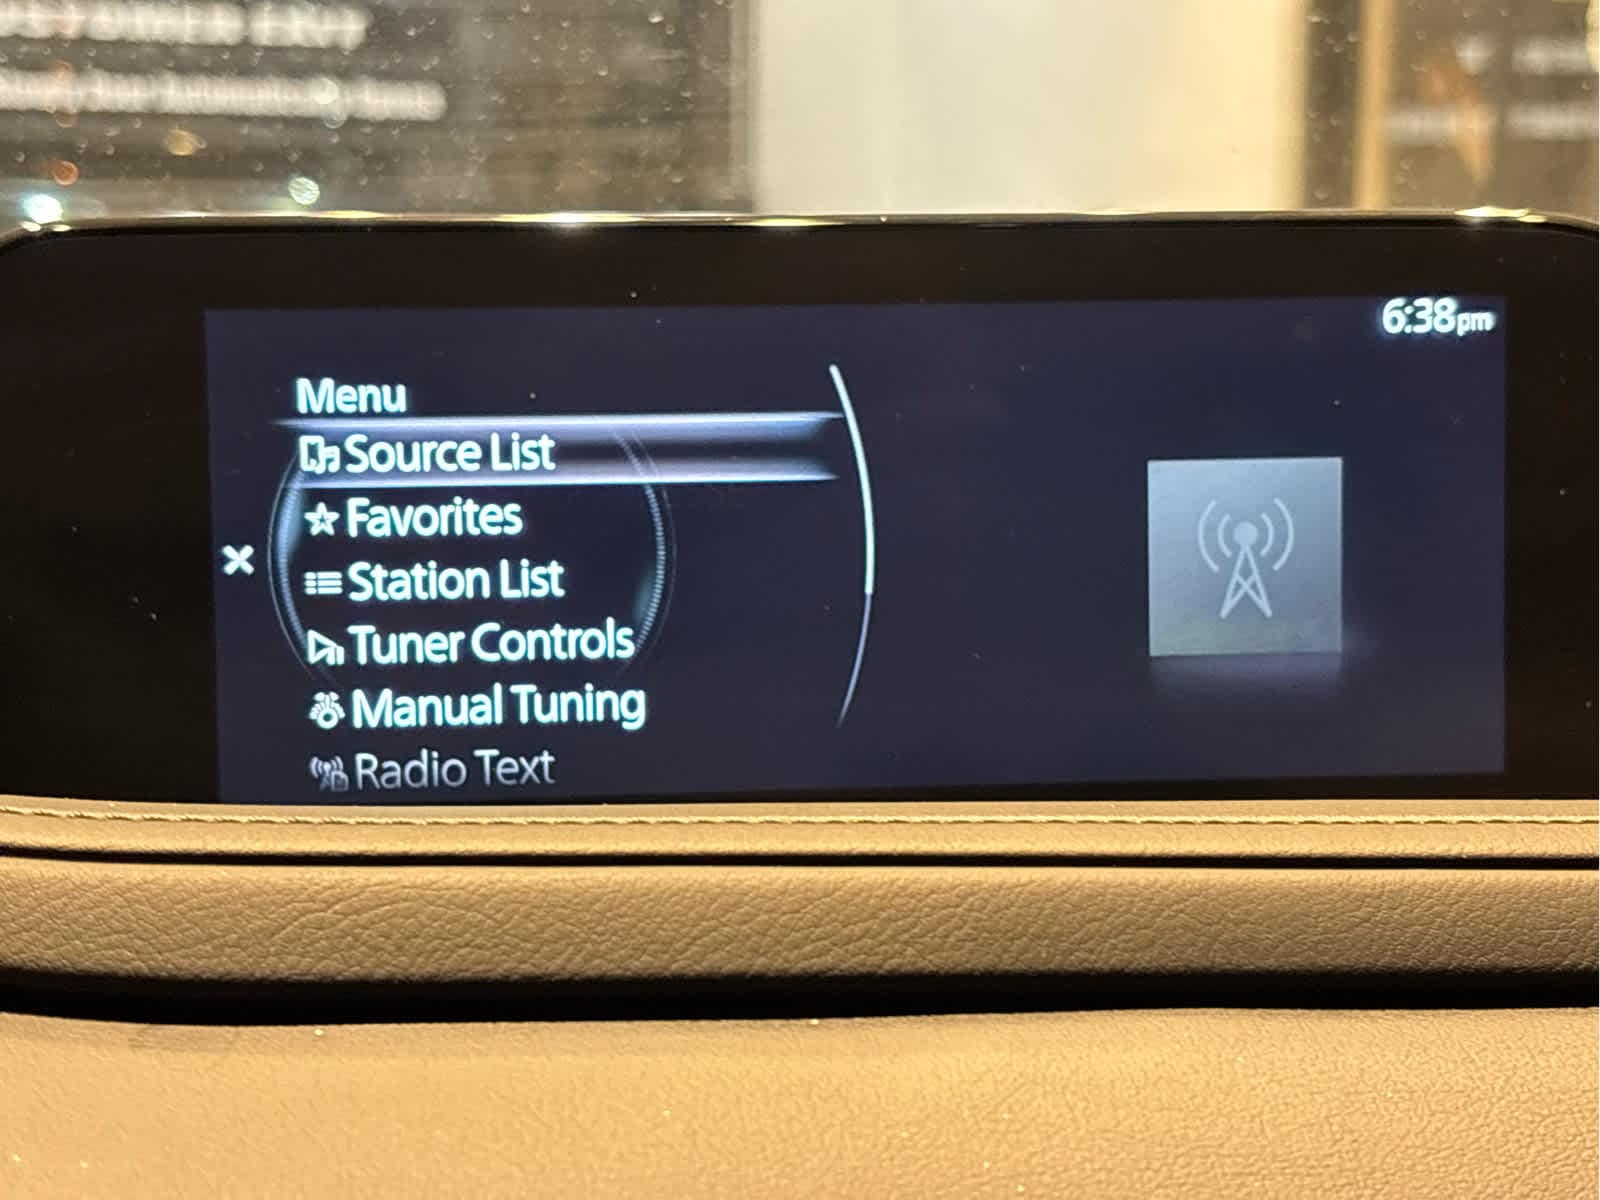 6:38pm
Menu
Source List
Favorites
Station List
Tuner Controls
Manual Tuning
Radio Text